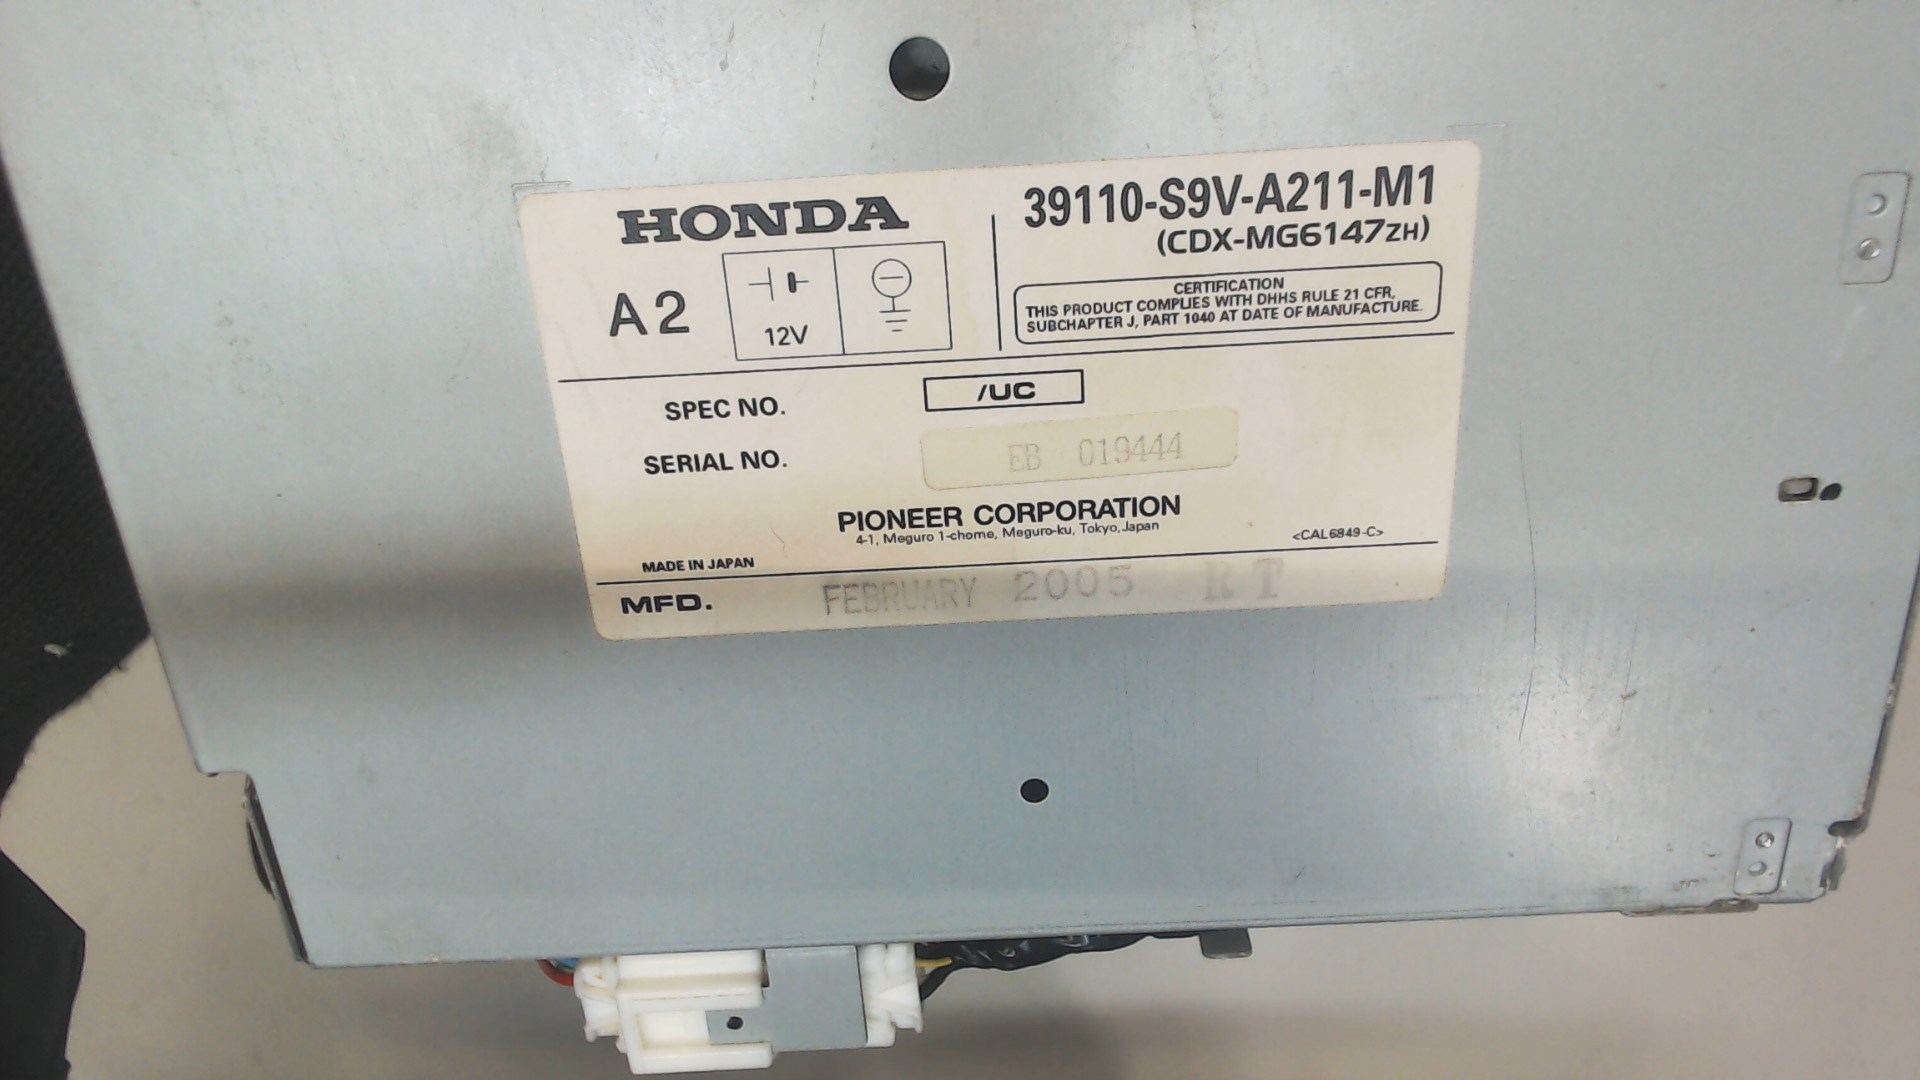 HONDA
39110-S9V-A211-M1
(CDX-MG6147ZH)
A2
12V
CERTIFICATION
THIS PRODUCT COMPLIES WITH DHHS RULE 21 CFR,
SUBCHAPTER J, PART 1040 AT DATE OF MANUFACTURE.
SPEC NO. /UC
SERIAL NO. EB 019444
PIONEER CORPORATION
4-1, Meguro 1-chome, Meguro-ku, Tokyo, Japan
<CAL6849-C>
MADE IN JAPAN
MFD. FEBRUARY 2005 RT